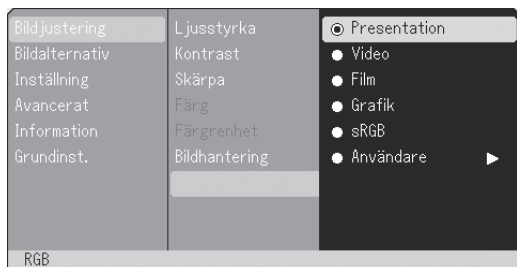 Bildjustering
Bildalternativ
Inställning
Avancerat
Information
Grundinst.
Ljusstyrka
Kontrast
Skärpa
Färg
Färgrenhet
Bildhantering
Presentation
Video
Film
Grafik
sRGB
Användare
RGB